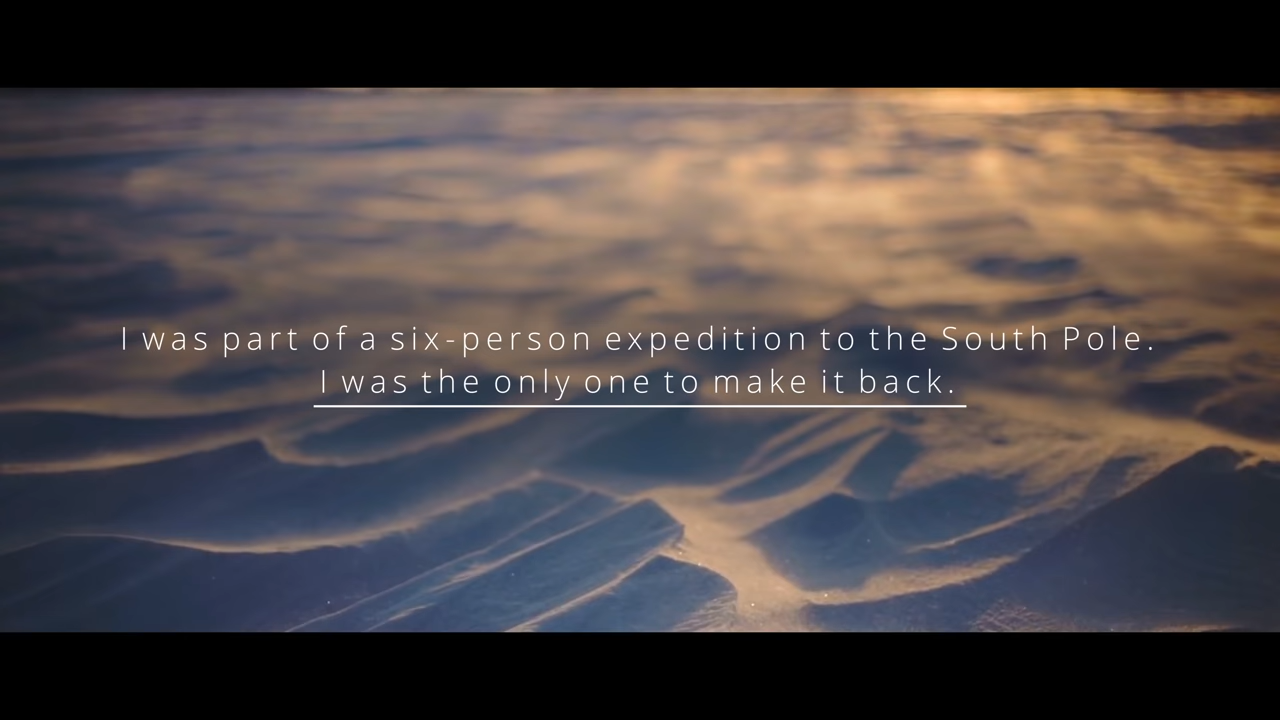 I was part of a six-person expedition to the South Pole.
I was the only one to make it back.